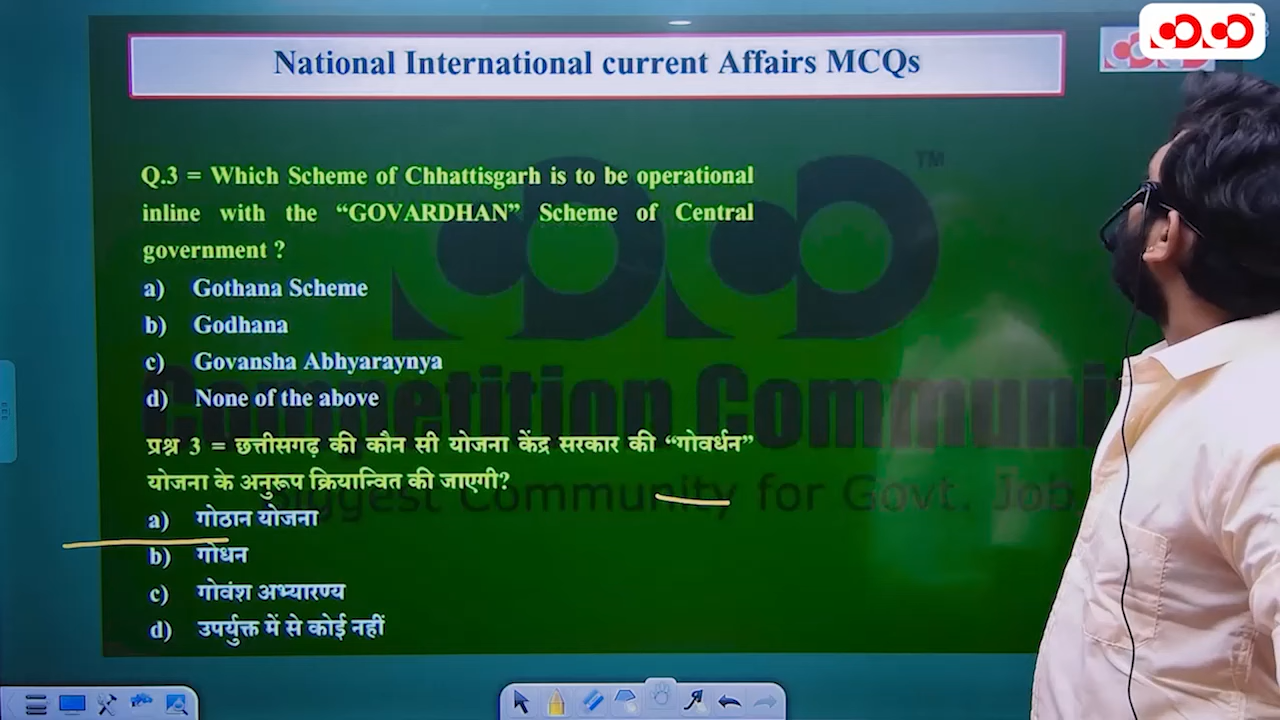 National International current Affairs MCQs
Q.3 = Which Scheme of Chhattisgarh is to be operational
inline with the “GOVARDHAN” Scheme of Central
government ?
a) Gothana Scheme
b) Godhana
c) Govansha Abhyaraynya
d) None of the above
प्रश्न 3 = छत्तीसगढ़ की कौन सी योजना केंद्र सरकार की “गोवर्धन”
योजना के अनुरूप क्रियान्वित की जाएगी?
a) गोठान योजना
b) गोधन
c) गोवंश अभ्यारण्य
d) उपर्युक्त में से कोई नहीं
TM
Competition Community
Biggest Community for Govt. Job